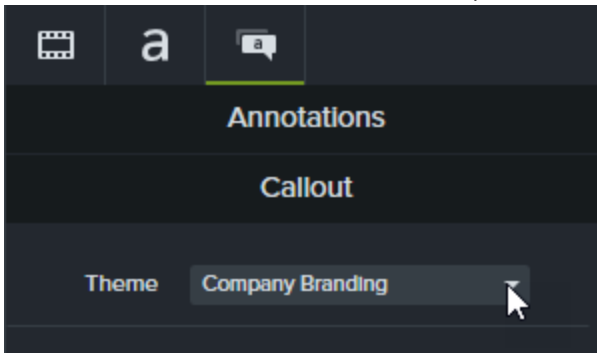 a
a
Annotations
Callout
Theme Company Branding